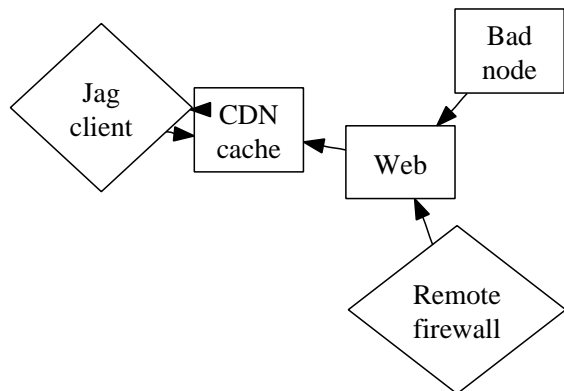 Bad
node
Jag
client
CDN
cache
Web
Remote
firewall